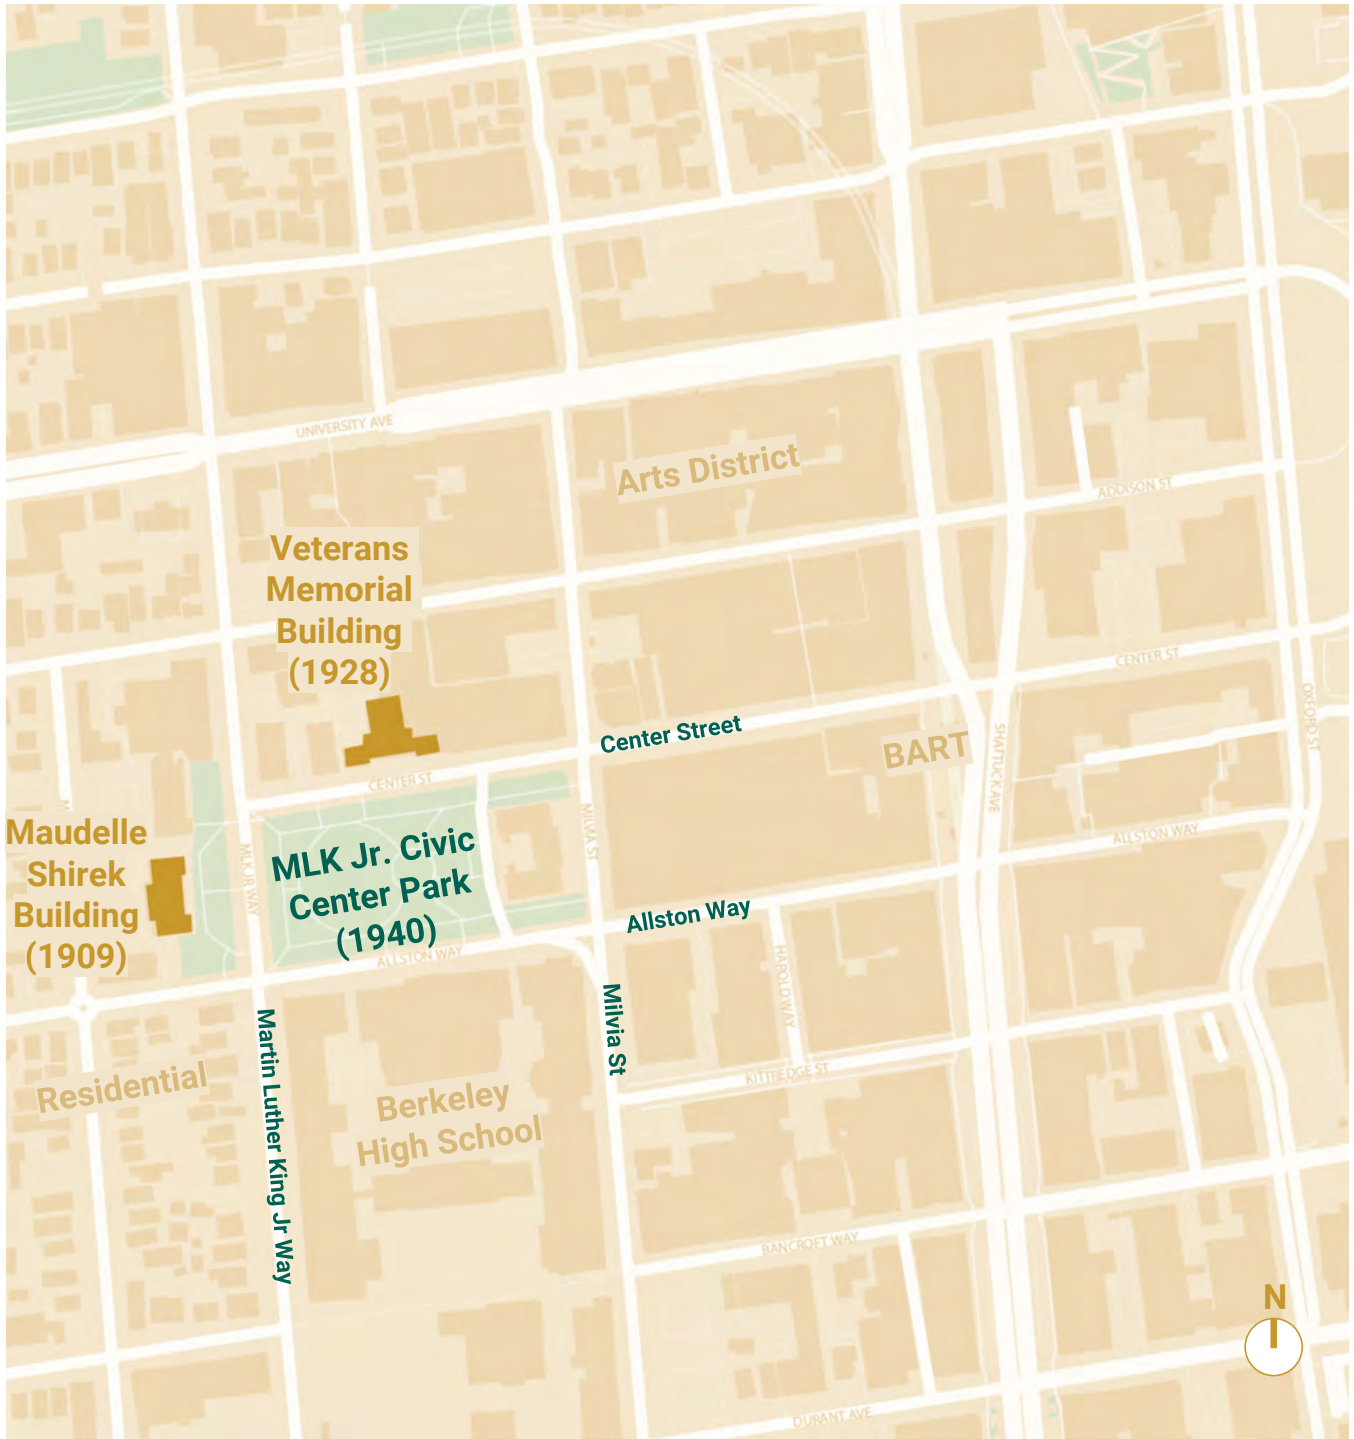 UNIVERSITY AVE
Arts District
ADDISON ST
Veterans
Memorial
Building
(1928)
CENTER ST
Center Street
OXFORD ST
BART
SHATTUCK AVE
CENTER ST
Maudelle
Shirek
Building
(1909)
MLK JR WAY
MLK Jr. Civic
Center Park
(1940)
MILVIA ST
ALLSTON WAY
Allston Way
ALLSTON WAY
HAROLD WAY
Martin Luther King Jr Way
Milvia St
Residential
Berkeley
High School
KITTREDGE ST
BANCROFT WAY
N
DURANT AVE